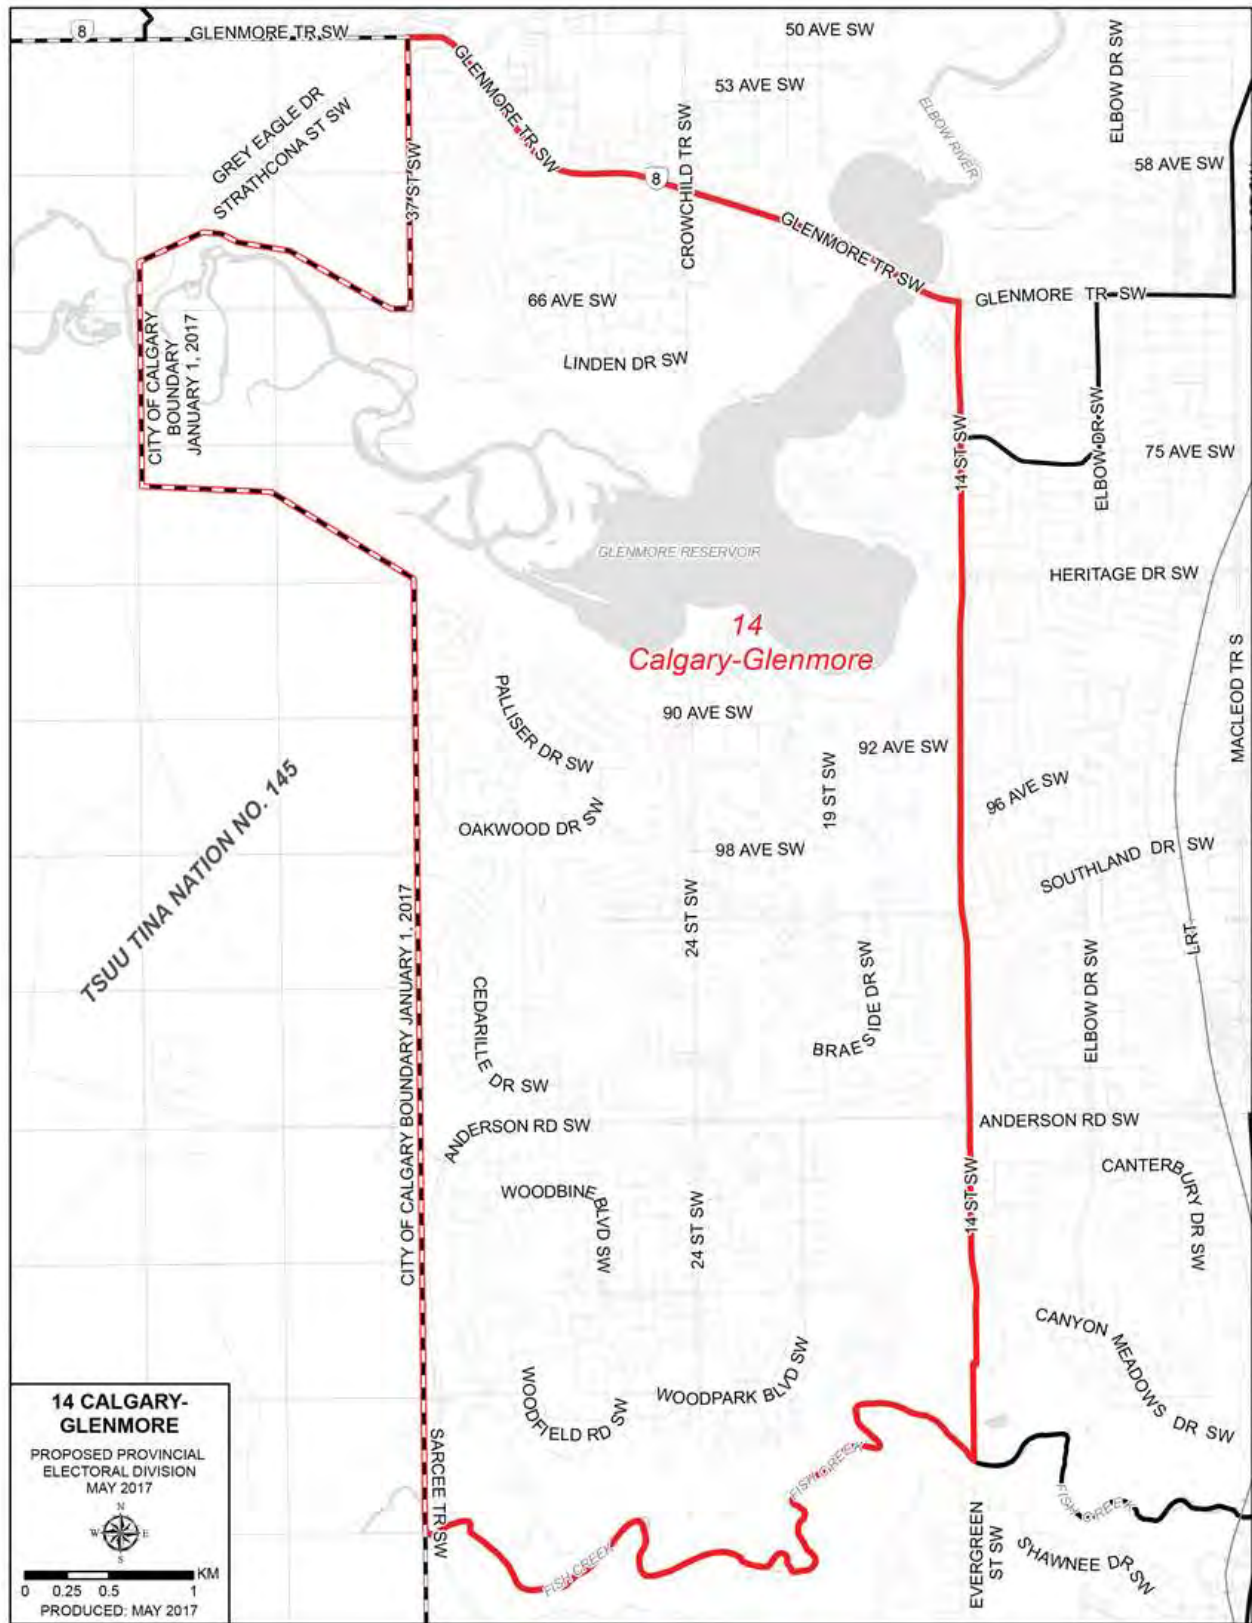 8
GLENMORE TR SW
50 AVE SW
ELBOW DR SW
GLENMORE TR SW
53 AVE SW
GREY EAGLE DR
STRATHCONA ST SW
37 ST SW
CROWCHILD TR SW
ELBOW RIVER
58 AVE SW
8
GLENMORE TR SW
66 AVE SW
GLENMORE TR SW
LINDEN DR SW
CITY OF CALGARY
BOUNDARY
JANUARY 1, 2017
14 ST SW
ELBOW DR SW
75 AVE SW
GLENMORE RESERVOIR
HERITAGE DR SW
14
Calgary-Glenmore
MACLEOD TR S
PALLISER DR SW
90 AVE SW
92 AVE SW
19 ST SW
96 AVE SW
OAKWOOD DR SW
98 AVE SW
SOUTHLAND DR SW
TSUU TINA NATION NO. 145
24 ST SW
LRT
CITY OF CALGARY BOUNDARY JANUARY 1, 2017
CEDARILLE DR SW
BRAESIDE DR SW
ELBOW DR SW
ANDERSON RD SW
ANDERSON RD SW
WOODBINE BLVD SW
24 ST SW
14 ST SW
CANTERBURY DR SW
CANYON MEADOWS DR SW
WOODFIELD RD SW
WOODPARK BLVD SW
SARCEE TR SW
FISH CREEK
FISH CREEK
FISH CREEK
EVERGREEN
ST SW
SHAWNEE DR SW
14 CALGARY-
GLENMORE
PROPOSED PROVINCIAL
ELECTORAL DIVISION
MAY 2017
N
W E
S
KM
0 0.25 0.5 1
PRODUCED: MAY 2017